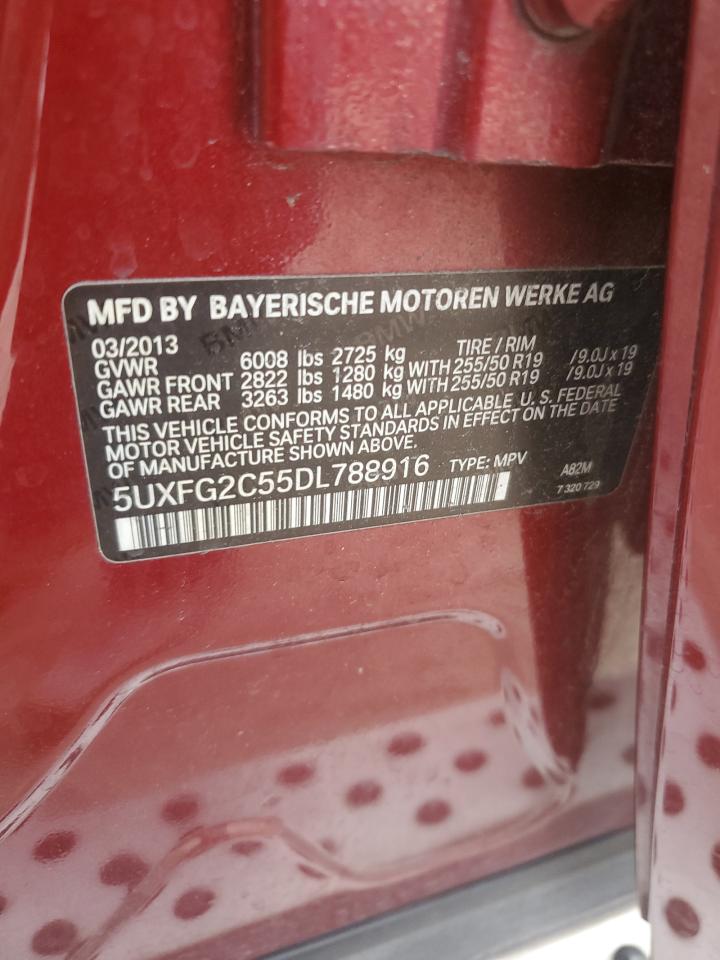 MFD BY BAYERISCHE MOTOREN WERKE AG
03/2013 TIRE / RIM
GVWR 6008 lbs 2725 kg
GAWR FRONT 2822 lbs 1280 kg WITH 255/50 R19 /9.0J x 19
GAWR REAR 3263 lbs 1480 kg WITH 255/50 R19 /9.0J x 19
THIS VEHICLE CONFORMS TO ALL APPLICABLE U. S. FEDERAL
MOTOR VEHICLE SAFETY STANDARDS IN EFFECT ON THE DATE
OF MANUFACTURE SHOWN ABOVE.
5UXFG2C55DL788916 TYPE: MPV A82M
7 320 729